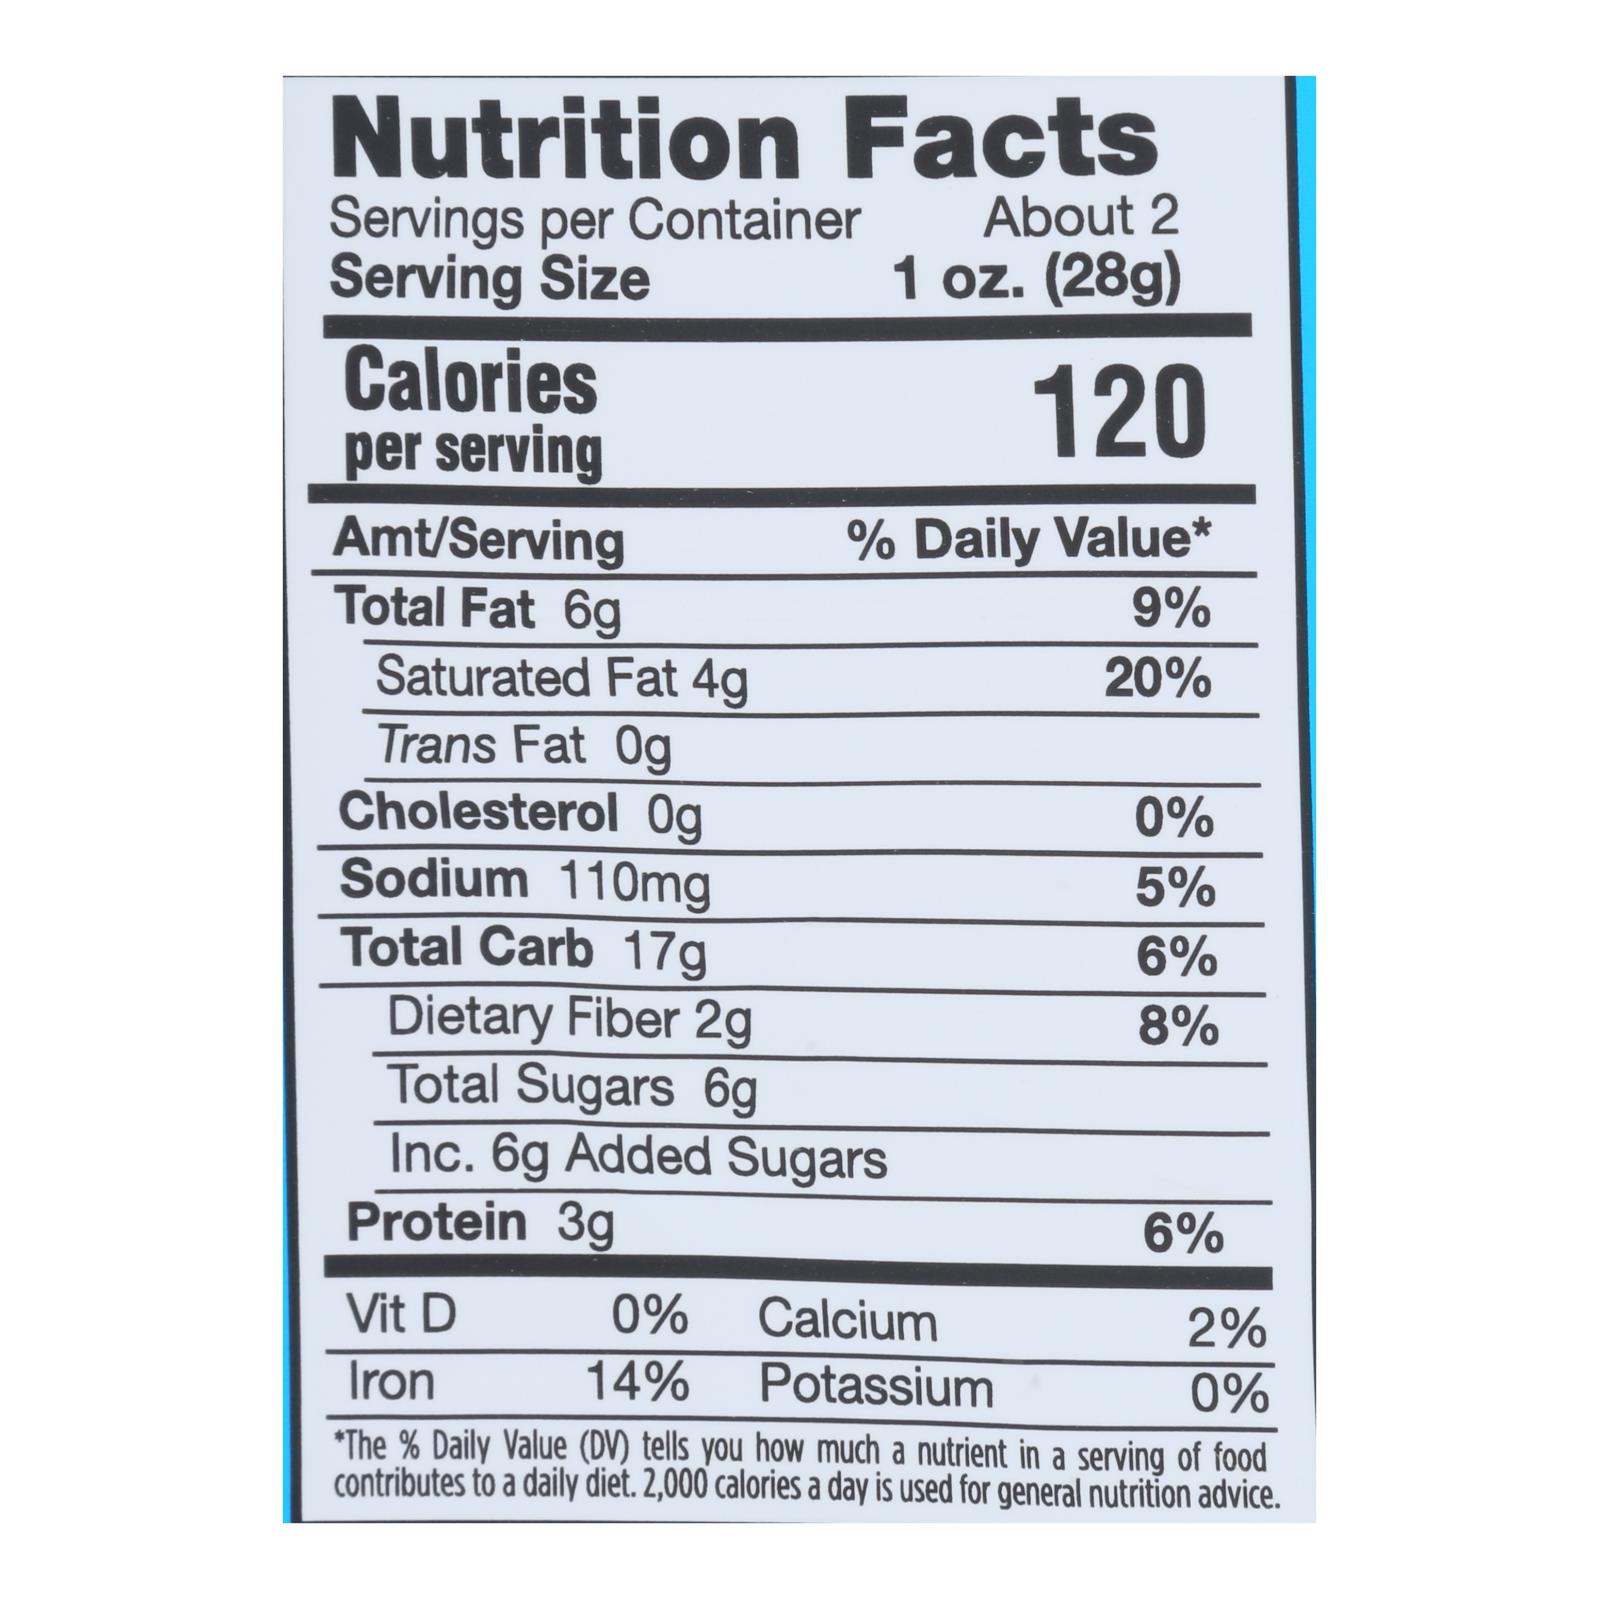 Nutrition Facts
Servings per Container About 2
Serving Size 1 oz. (28g)
Calories 120
per serving
Amt/Serving % Daily Value*
Total Fat 6g 9%
Saturated Fat 4g 20%
Trans Fat 0g
Cholesterol 0g 0%
Sodium 110mg 5%
Total Carb 17g 6%
Dietary Fiber 2g 8%
Total Sugars 6g
Inc. 6g Added Sugars
Protein 3g 6%
Vit D 0% Calcium 2%
Iron 14% Potassium 0%
*The % Daily Value (DV) tells you how much a nutrient in a serving of food
contributes to a daily diet. 2,000 calories a day is used for general nutrition advice.